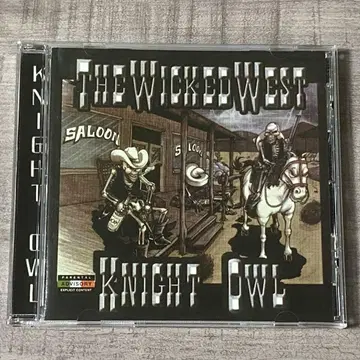 THE WICKED WEST
SALOON
SALOON
KNIGHT OWL
PARENTAL
ADVISORY
EXPLICIT CONTENT
KNIGHT OWL